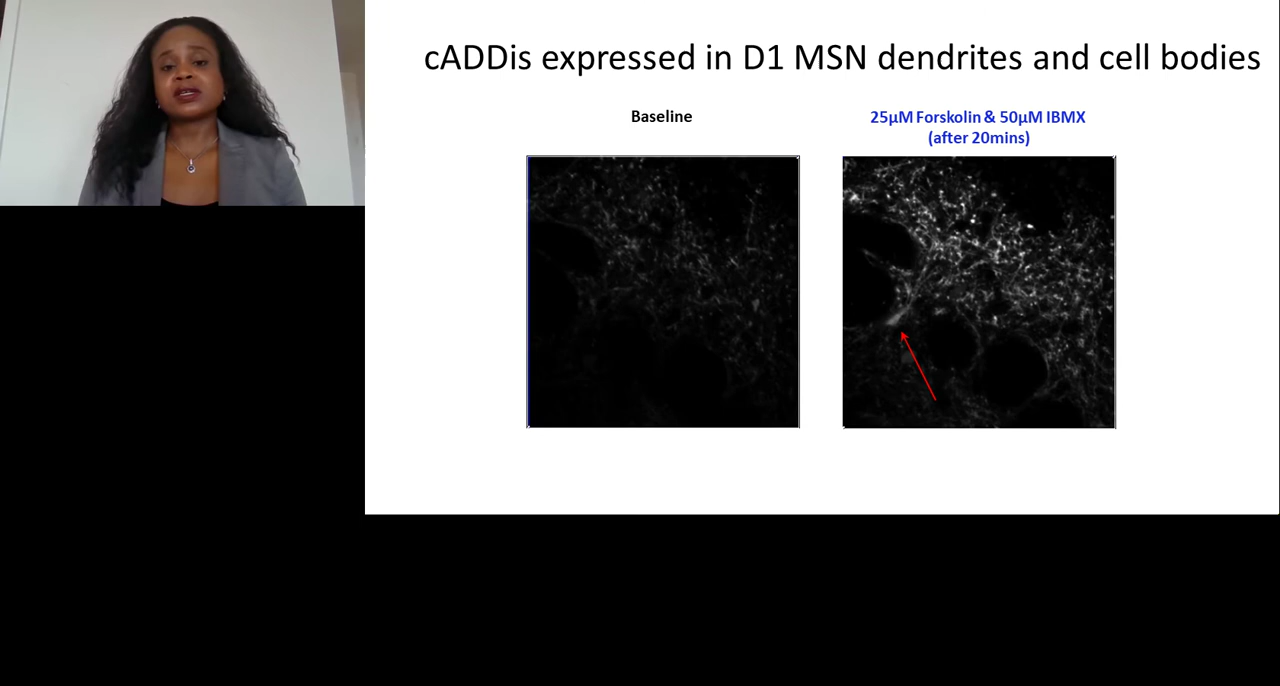 cADDis expressed in D1 MSN dendrites and cell bodies
Baseline
25µM Forskolin & 50µM IBMX
(after 20mins)